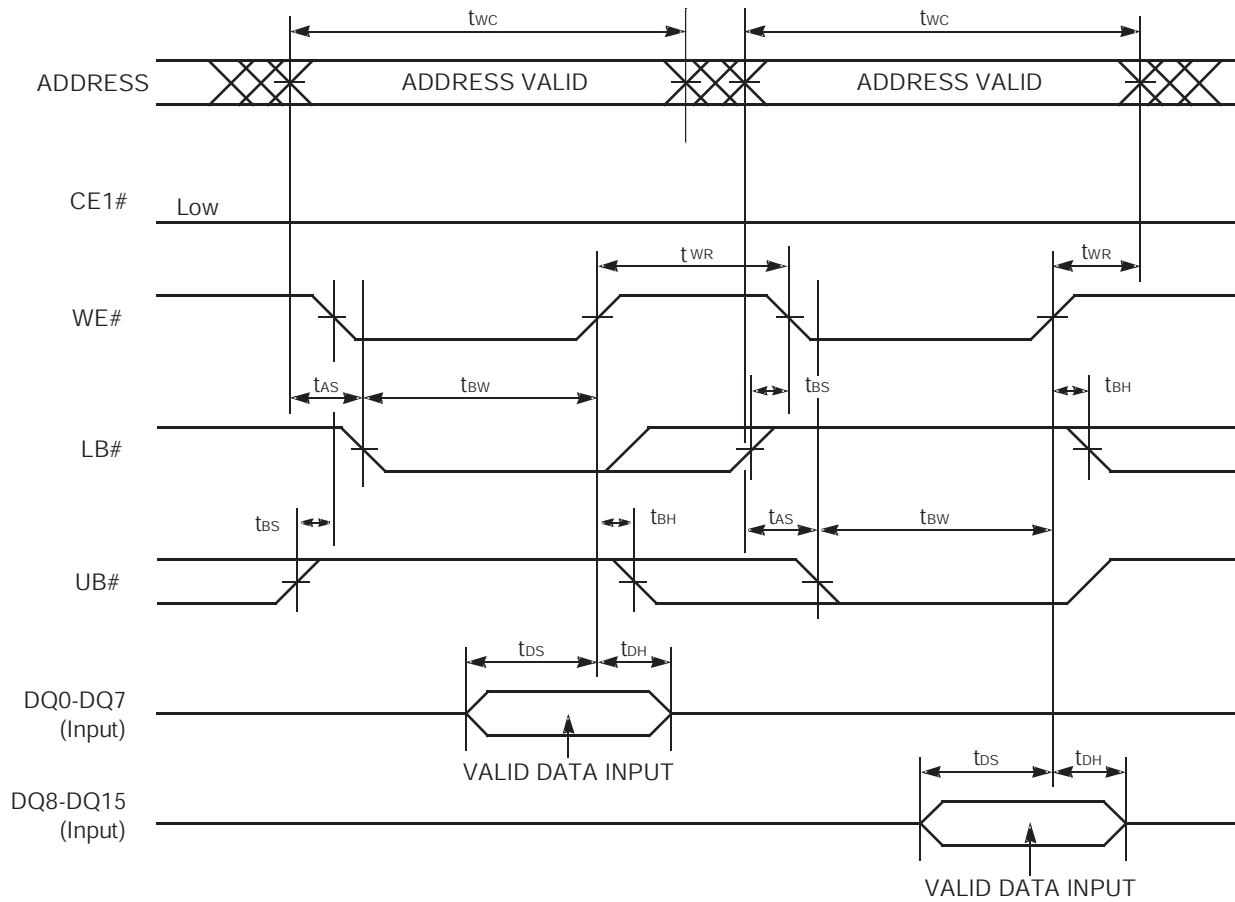 tWC tWC
ADDRESS ADDRESS VALID ADDRESS VALID
CE1# Low
tWR tWR
WE#
tAS tBW tBS tBH
LB#
tBS tBH tAS tBW
UB#
tDS tDH
DQ0-DQ7
(Input)
VALID DATA INPUT
tDS tDH
DQ8-DQ15
(Input)
VALID DATA INPUT